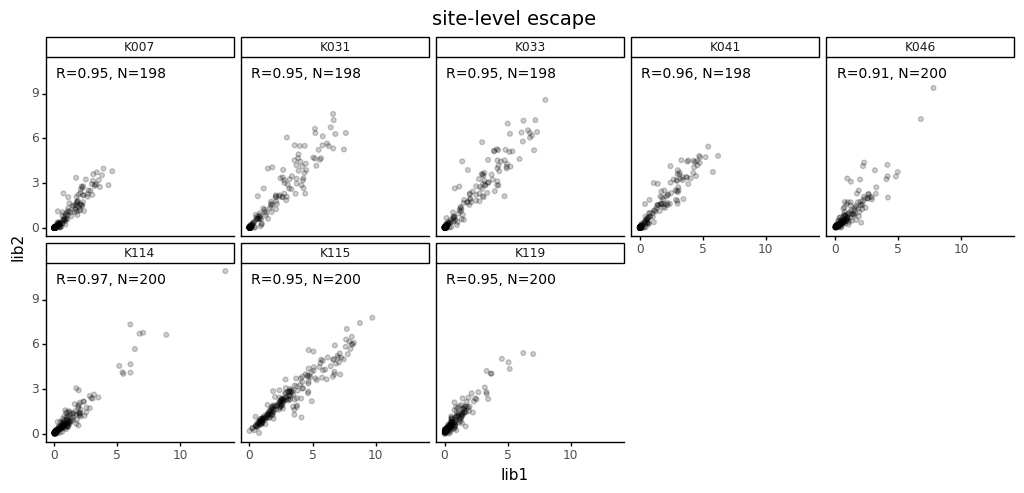 site-level escape
K007
K031
K033
K041
K046
R=0.95, N=198
R=0.95, N=198
R=0.95, N=198
R=0.96, N=198
R=0.91, N=200
9
6
3
0
0
5
10
0
5
10
K114
K115
K119
R=0.97, N=200
R=0.95, N=200
R=0.95, N=200
9
6
3
0
0
5
10
0
5
10
0
5
10
lib2
lib1